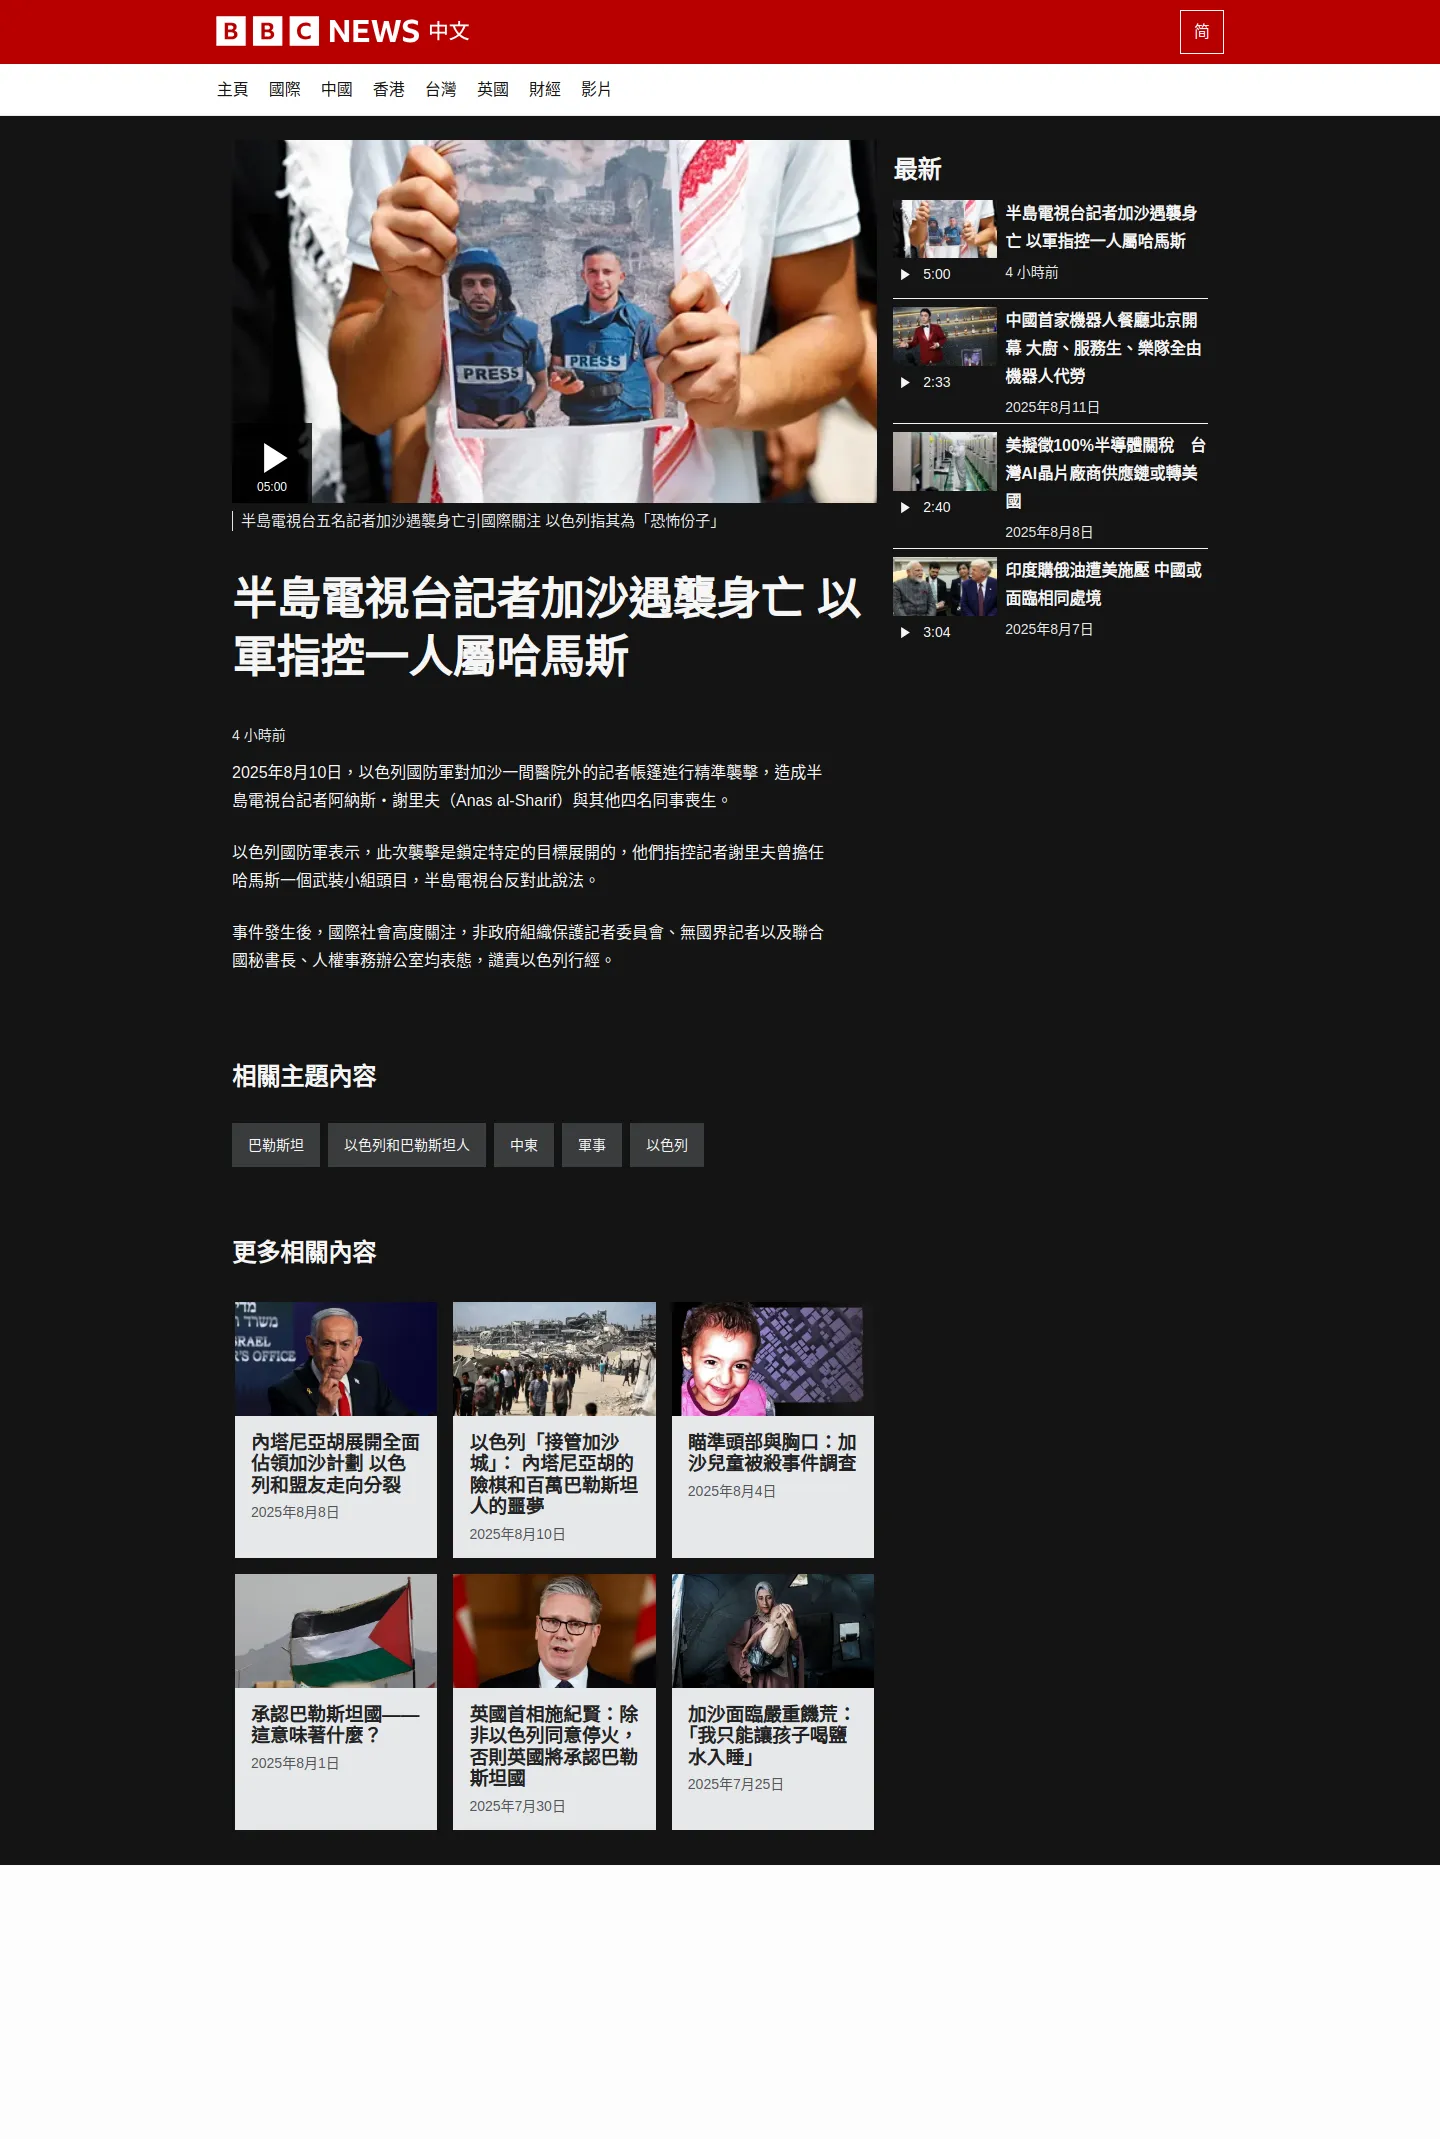 BBC NEWS 中文
简
主頁 國際 中國 香港 台灣 英國 財經 影片
PRESS
PRESS
05:00
半島電視台五名記者加沙遇襲身亡引國際關注 以色列指其為「恐怖份子」
半島電視台記者加沙遇襲身亡 以
軍指控一人屬哈馬斯
4 小時前
2025年8月10日，以色列國防軍對加沙一間醫院外的記者帳篷進行精準襲擊，造成半
島電視台記者阿納斯·謝里夫（Anas al-Sharif）與其他四名同事喪生。
以色列國防軍表示，此次襲擊是鎖定特定的目標展開的，他們指控記者謝里夫曾擔任
哈馬斯一個武裝小組頭目，半島電視台反對此說法。
事件發生後，國際社會高度關注，非政府組織保護記者委員會、無國界記者以及聯合
國秘書長、人權事務辦公室均表態，譴責以色列行經。
最新
半島電視台記者加沙遇襲身
亡 以軍指控一人屬哈馬斯
5:00
4 小時前
中國首家機器人餐廳北京開
幕 大廚、服務生、樂隊全由
機器人代勞
2:33
2025年8月11日
美擬徵100%半導體關稅　台
灣AI晶片廠商供應鏈或轉美
國
2:40
2025年8月8日
印度購俄油遭美施壓 中國或
面臨相同處境
3:04
2025年8月7日
相關主題內容
巴勒斯坦 以色列和巴勒斯坦人 中東 軍事 以色列
更多相關內容
משרד
RAEL
'S OFFICE
內塔尼亞胡展開全面
佔領加沙計劃 以色
列和盟友走向分裂
2025年8月8日
以色列「接管加沙
城」： 內塔尼亞胡的
險棋和百萬巴勒斯坦
人的噩夢
2025年8月10日
瞄準頭部與胸口：加
沙兒童被殺事件調查
2025年8月4日
承認巴勒斯坦國——
這意味著什麼？
2025年8月1日
英國首相施紀賢：除
非以色列同意停火，
否則英國將承認巴勒
斯坦國
2025年7月30日
加沙面臨嚴重饑荒：
「我只能讓孩子喝鹽
水入睡」
2025年7月25日